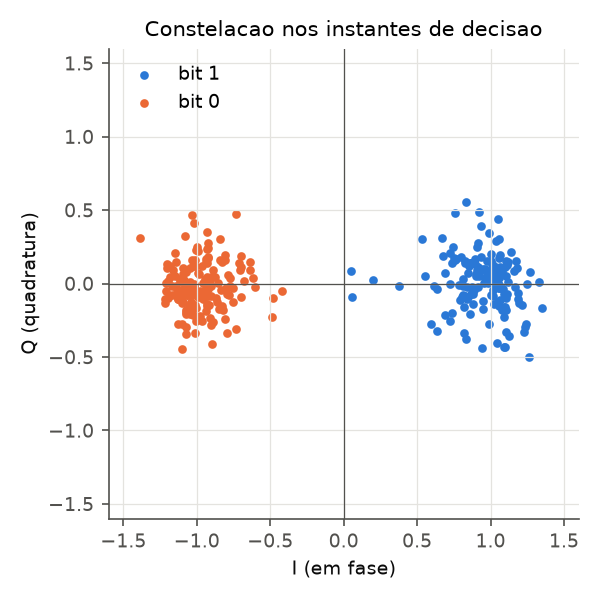 Constelacao nos instantes de decisao
bit 1
bit 0
Q (quadratura)
1.5
1.0
0.5
0.0
−0.5
−1.0
−1.5
−1.5 −1.0 −0.5 0.0 0.5 1.0 1.5
I (em fase)